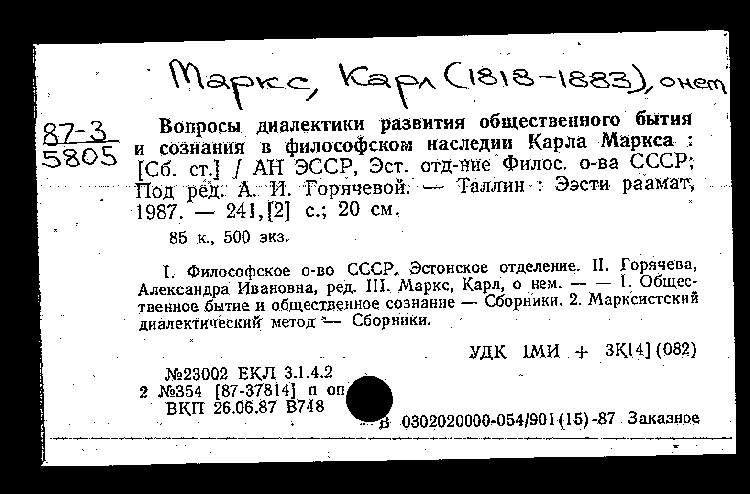 Маркс, Карл (1818-1883), о нем
87-3
5805
Вопросы диалектики развития общественного бытия
и сознания в философском наследии Карла Маркса :
[Сб. ст.] / АН ЭССР, Эст. отд-ние Филос. о-ва СССР;
Под ред. А. И. Горячевой. — Таллин : Ээсти раамат,
1987. — 241,[2] с.; 20 см.
85 к., 500 экз.
I. Философское о-во СССР. Эстонское отделение. II. Горячева,
Александра Ивановна, ред. III. Маркс, Карл, о нем. — — 1. Общес-
твенное бытие и общественное сознание — Сборники. 2. Марксистский
диалектический метод — Сборники.
УДК 1МИ + 3К14](082)
№23002 ЕКЛ 3.1.4.2
2 №354 [87-37814] п оп
ВКП 26.06.87 В748
В 0302020000-054/901(15)-87 Заказное